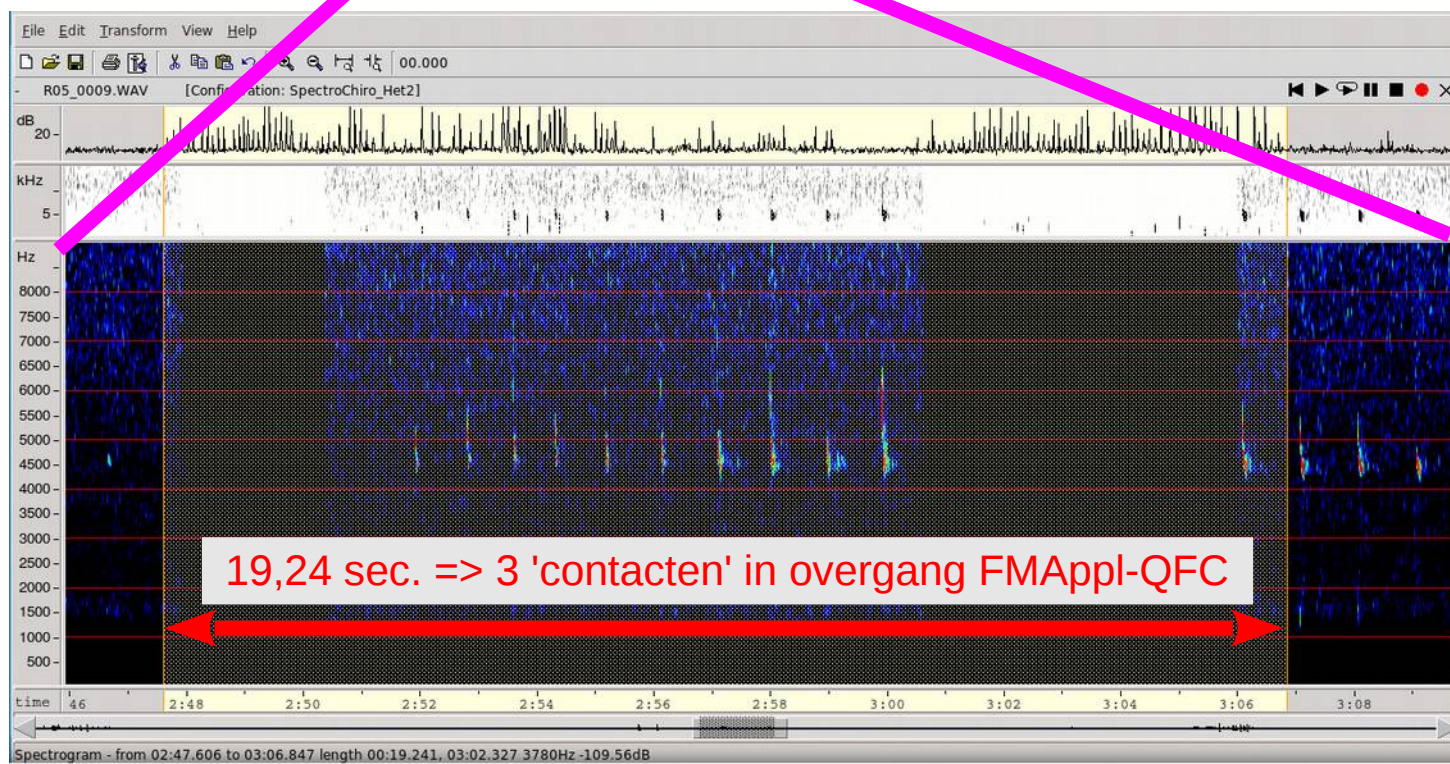 File Edit Transform View Help
00.000
- R05_0009.WAV [Configuration: SpectroChiro_Het2]
dB
20
kHz
5
Hz
8000
7500
7000
6500
6000
5500
5000
4500
4000
3500
3000
2500
2000
1500
1000
500
19,24 sec. => 3 'contacten' in overgang FMAppl-QFC
time 46 2:48 2:50 2:52 2:54 2:56 2:58 3:00 3:02 3:04 3:06 3:08
Spectrogram - from 02:47.606 to 03:06.847 length 00:19.241, 03:02.327 3780Hz -109.56dB